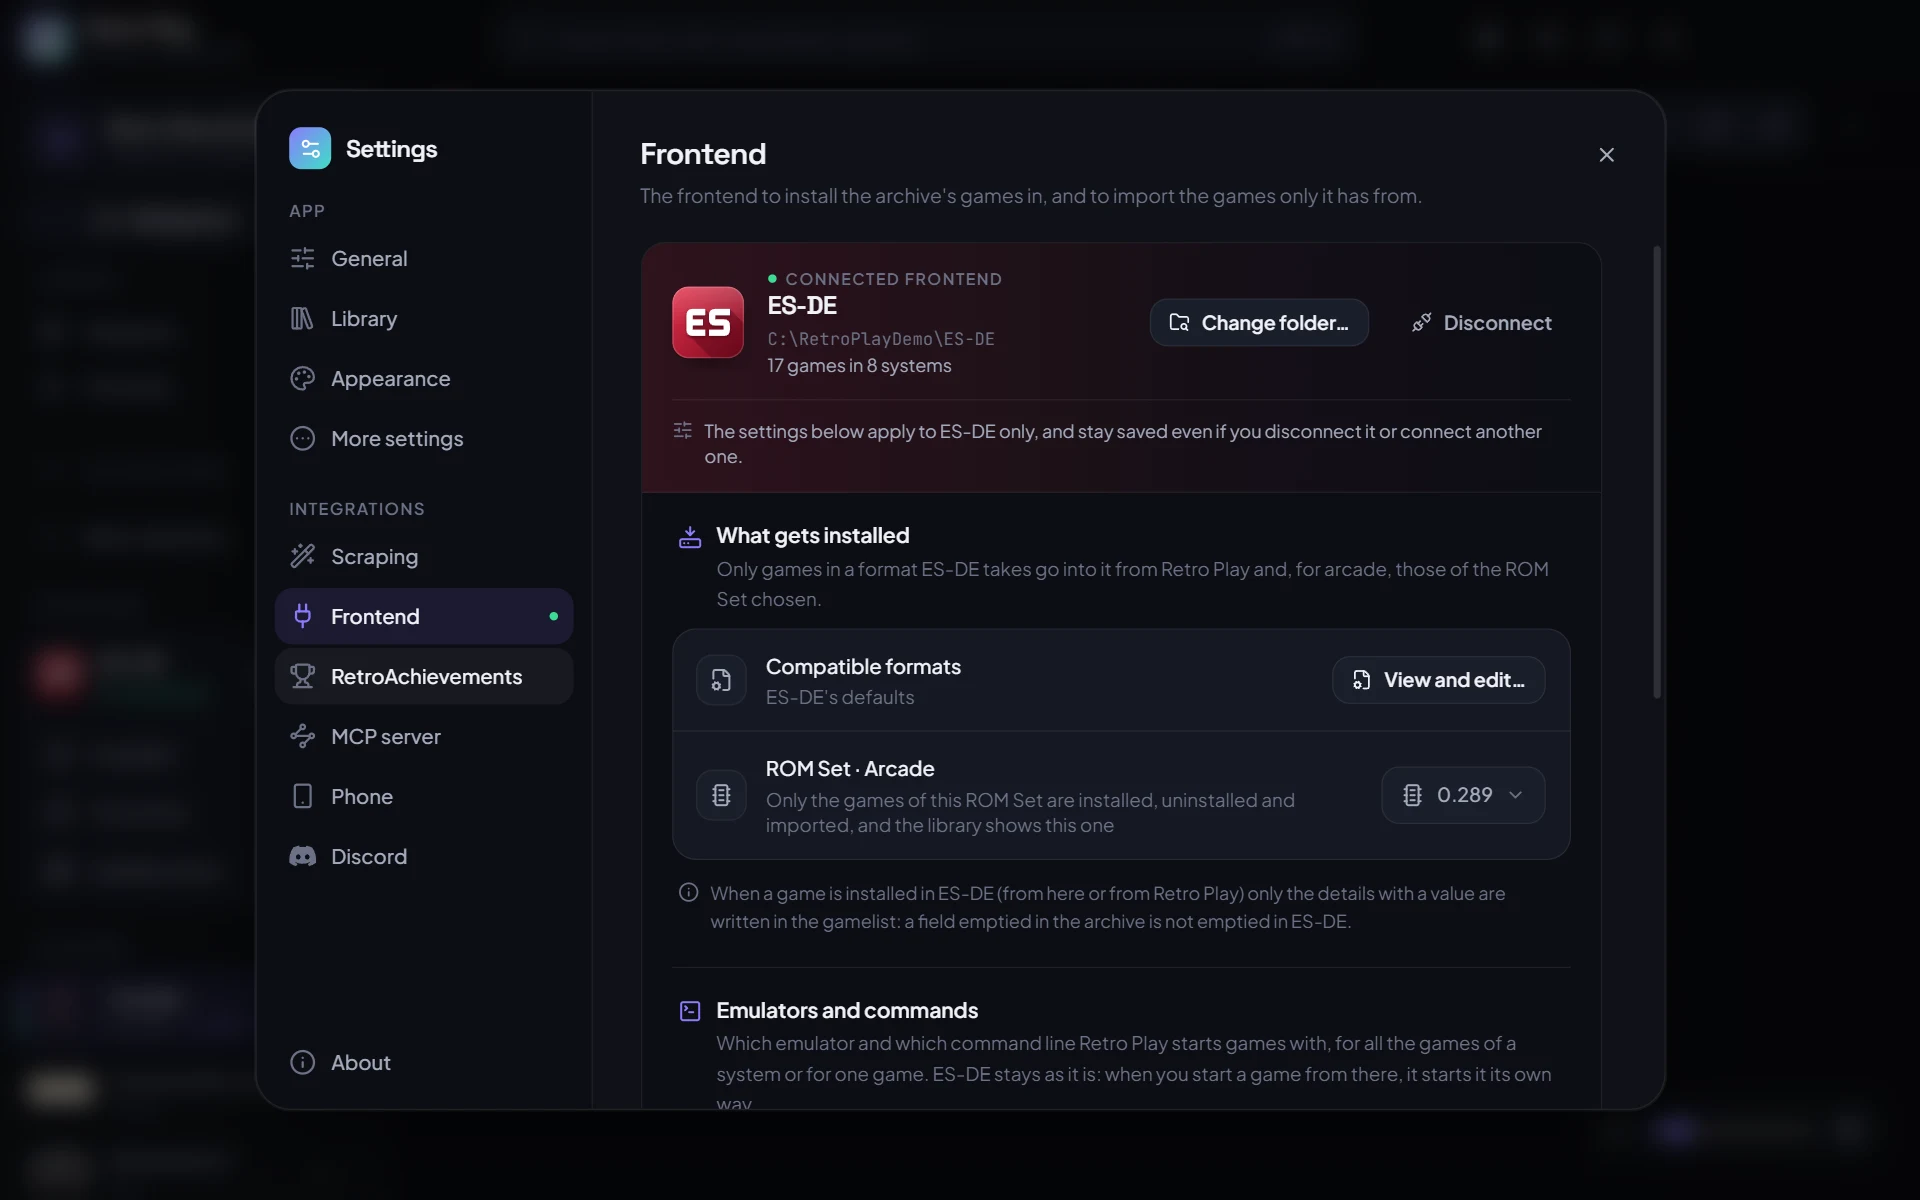 Settings
APP
General
Library
Appearance
More settings
INTEGRATIONS
Scraping
Frontend
RetroAchievements
MCP server
Phone
Discord
About
Frontend
The frontend to install the archive's games in, and to import the games only it has from.
ES
CONNECTED FRONTEND
ES-DE
C:\RetroPlayDemo\ES-DE
17 games in 8 systems
Change folder...
Disconnect
The settings below apply to ES-DE only, and stay saved even if you disconnect it or connect another
one.
What gets installed
Only games in a format ES-DE takes go into it from Retro Play and, for arcade, those of the ROM
Set chosen.
Compatible formats
ES-DE's defaults
View and edit...
ROM Set · Arcade
Only the games of this ROM Set are installed, uninstalled and
imported, and the library shows this one
0.289
When a game is installed in ES-DE (from here or from Retro Play) only the details with a value are
written in the gamelist: a field emptied in the archive is not emptied in ES-DE.
Emulators and commands
Which emulator and which command line Retro Play starts games with, for all the games of a
system or for one game. ES-DE stays as it is: when you start a game from there, it starts it its own
way.